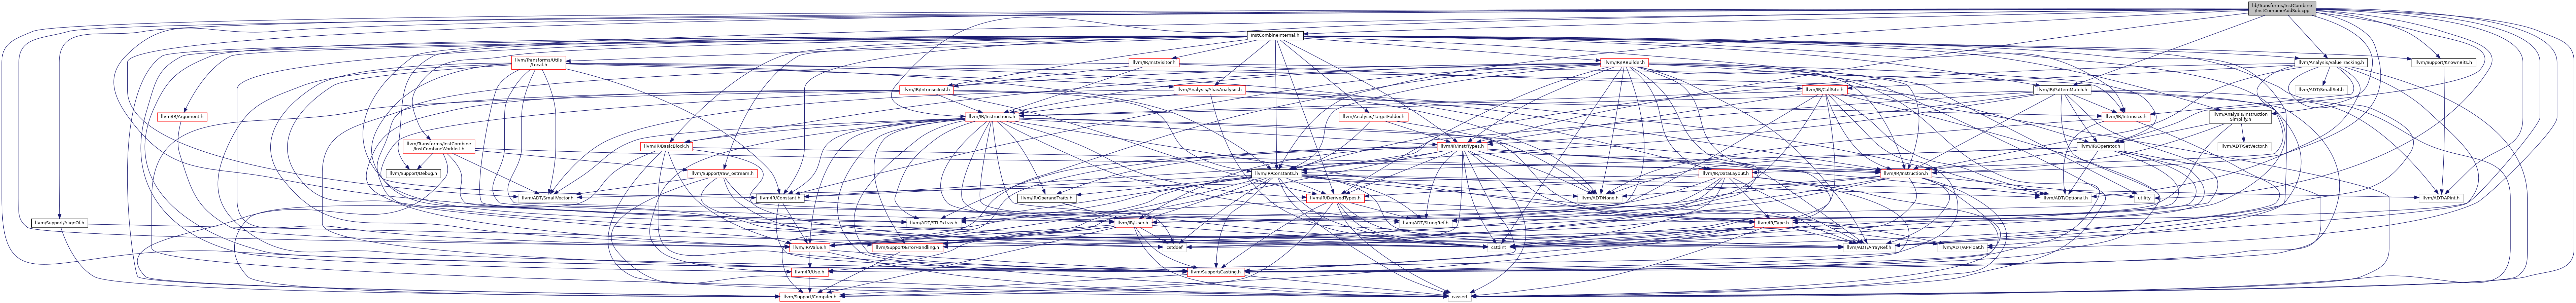 lib/Transforms/InstCombine
/InstCombineAddSub.cpp
InstCombineInternal.h
llvm/Transforms/Utils
/Local.h
llvm/IR/InstVisitor.h
llvm/IR/IRBuilder.h
llvm/Analysis/ValueTracking.h
llvm/Support/KnownBits.h
llvm/IR/IntrinsicInst.h
llvm/Analysis/AliasAnalysis.h
llvm/IR/CallSite.h
llvm/IR/PatternMatch.h
llvm/ADT/SmallSet.h
llvm/IR/Argument.h
llvm/IR/Instructions.h
llvm/Analysis/TargetFolder.h
llvm/IR/Intrinsics.h
llvm/Analysis/Instruction
Simplify.h
llvm/Transforms/InstCombine
/InstCombineWorklist.h
llvm/IR/BasicBlock.h
llvm/IR/InstrTypes.h
llvm/IR/Operator.h
llvm/ADT/SetVector.h
llvm/Support/Debug.h
llvm/Support/raw_ostream.h
llvm/IR/Constants.h
llvm/IR/DataLayout.h
llvm/IR/Instruction.h
llvm/ADT/SmallVector.h
llvm/IR/Constant.h
llvm/IR/OperandTraits.h
llvm/IR/DerivedTypes.h
llvm/ADT/None.h
llvm/ADT/Optional.h
utility
llvm/ADT/APInt.h
llvm/Support/AlignOf.h
llvm/ADT/STLExtras.h
llvm/IR/User.h
llvm/ADT/StringRef.h
llvm/IR/Type.h
llvm/IR/Value.h
llvm/Support/ErrorHandling.h
cstddef
cstdint
llvm/ADT/ArrayRef.h
llvm/ADT/APFloat.h
llvm/IR/Use.h
llvm/Support/Casting.h
llvm/Support/Compiler.h
cassert